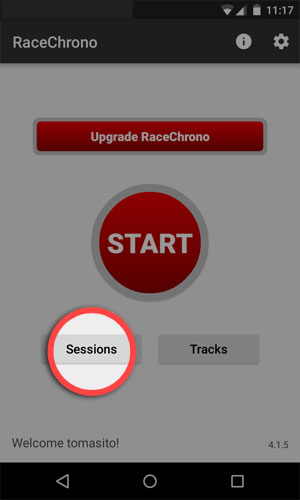 11:17
RaceChrono
Upgrade RaceChrono
START
Sessions Tracks
Welcome tomasito! 4.1.5